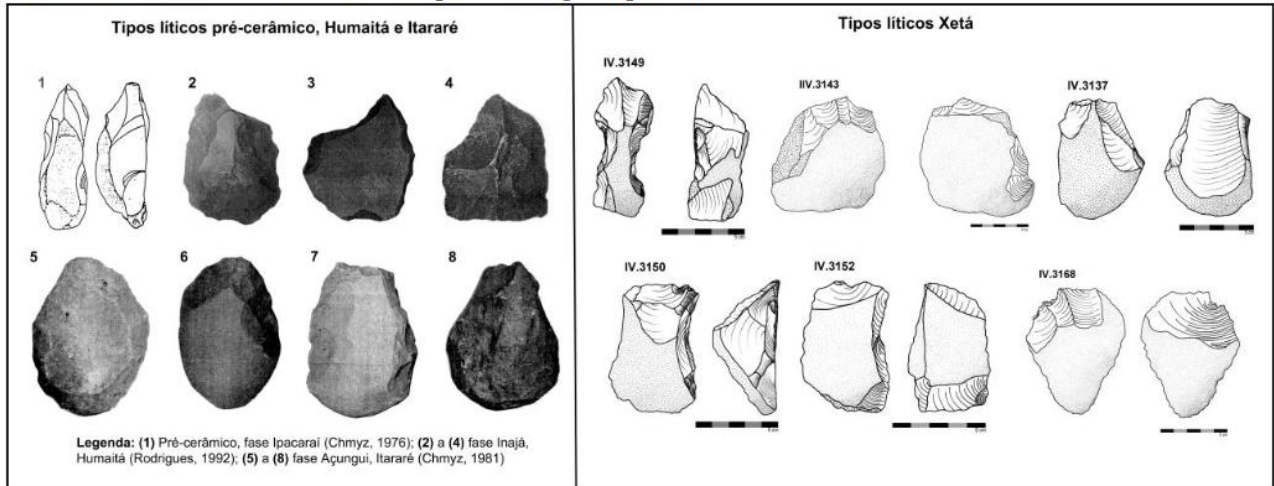 Tipos líticos pré-cerâmico, Humaitá e Itararé
1 2 3 4
5 6 7 8
Legenda: (1) Pré-cerâmico, fase Ipacaraí (Chmyz, 1976); (2) a (4) fase Inajá,
Humaitá (Rodrigues, 1992); (5) a (8) fase Açungui, Itararé (Chmyz, 1981)
Tipos líticos Xetá
IV.3149 IIV.3143 IV.3137
IV.3150 IV.3152 IV.3168